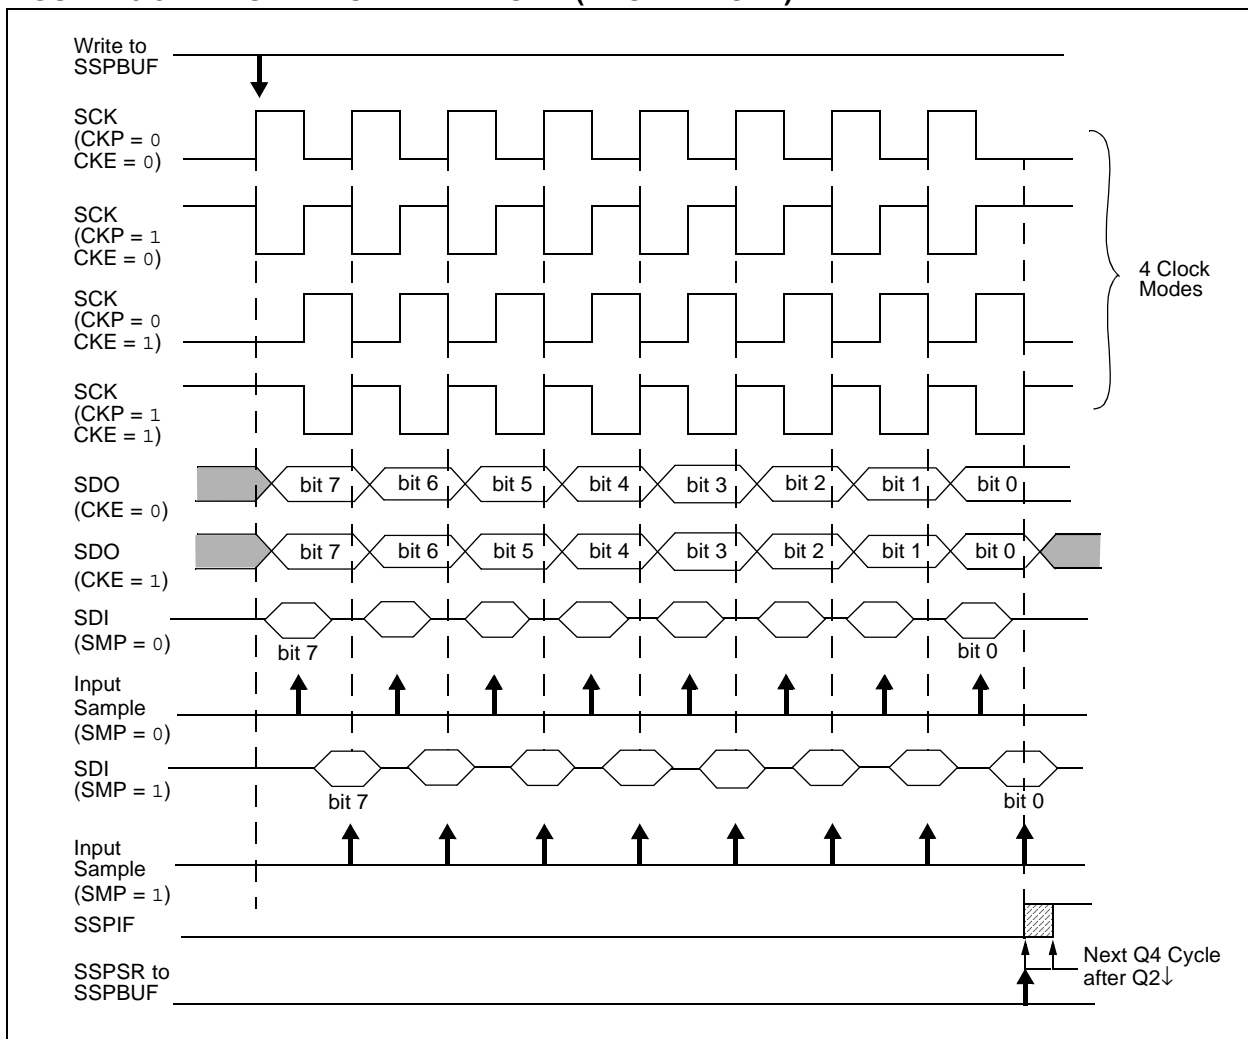 Write to
SSPBUF
SCK
(CKP = 0
CKE = 0)
SCK
(CKP = 1
CKE = 0)
4 Clock
Modes
SCK
(CKP = 0
CKE = 1)
SCK
(CKP = 1
CKE = 1)
SDO
(CKE = 0)
bit 7 bit 6 bit 5 bit 4 bit 3 bit 2 bit 1 bit 0
SDO
(CKE = 1)
bit 7 bit 6 bit 5 bit 4 bit 3 bit 2 bit 1 bit 0
SDI
(SMP = 0)
bit 7 bit 0
Input
Sample
(SMP = 0)
SDI
(SMP = 1)
bit 7 bit 0
Input
Sample
(SMP = 1)
SSPIF
Next Q4 Cycle
after Q2↓
SSPSR to
SSPBUF